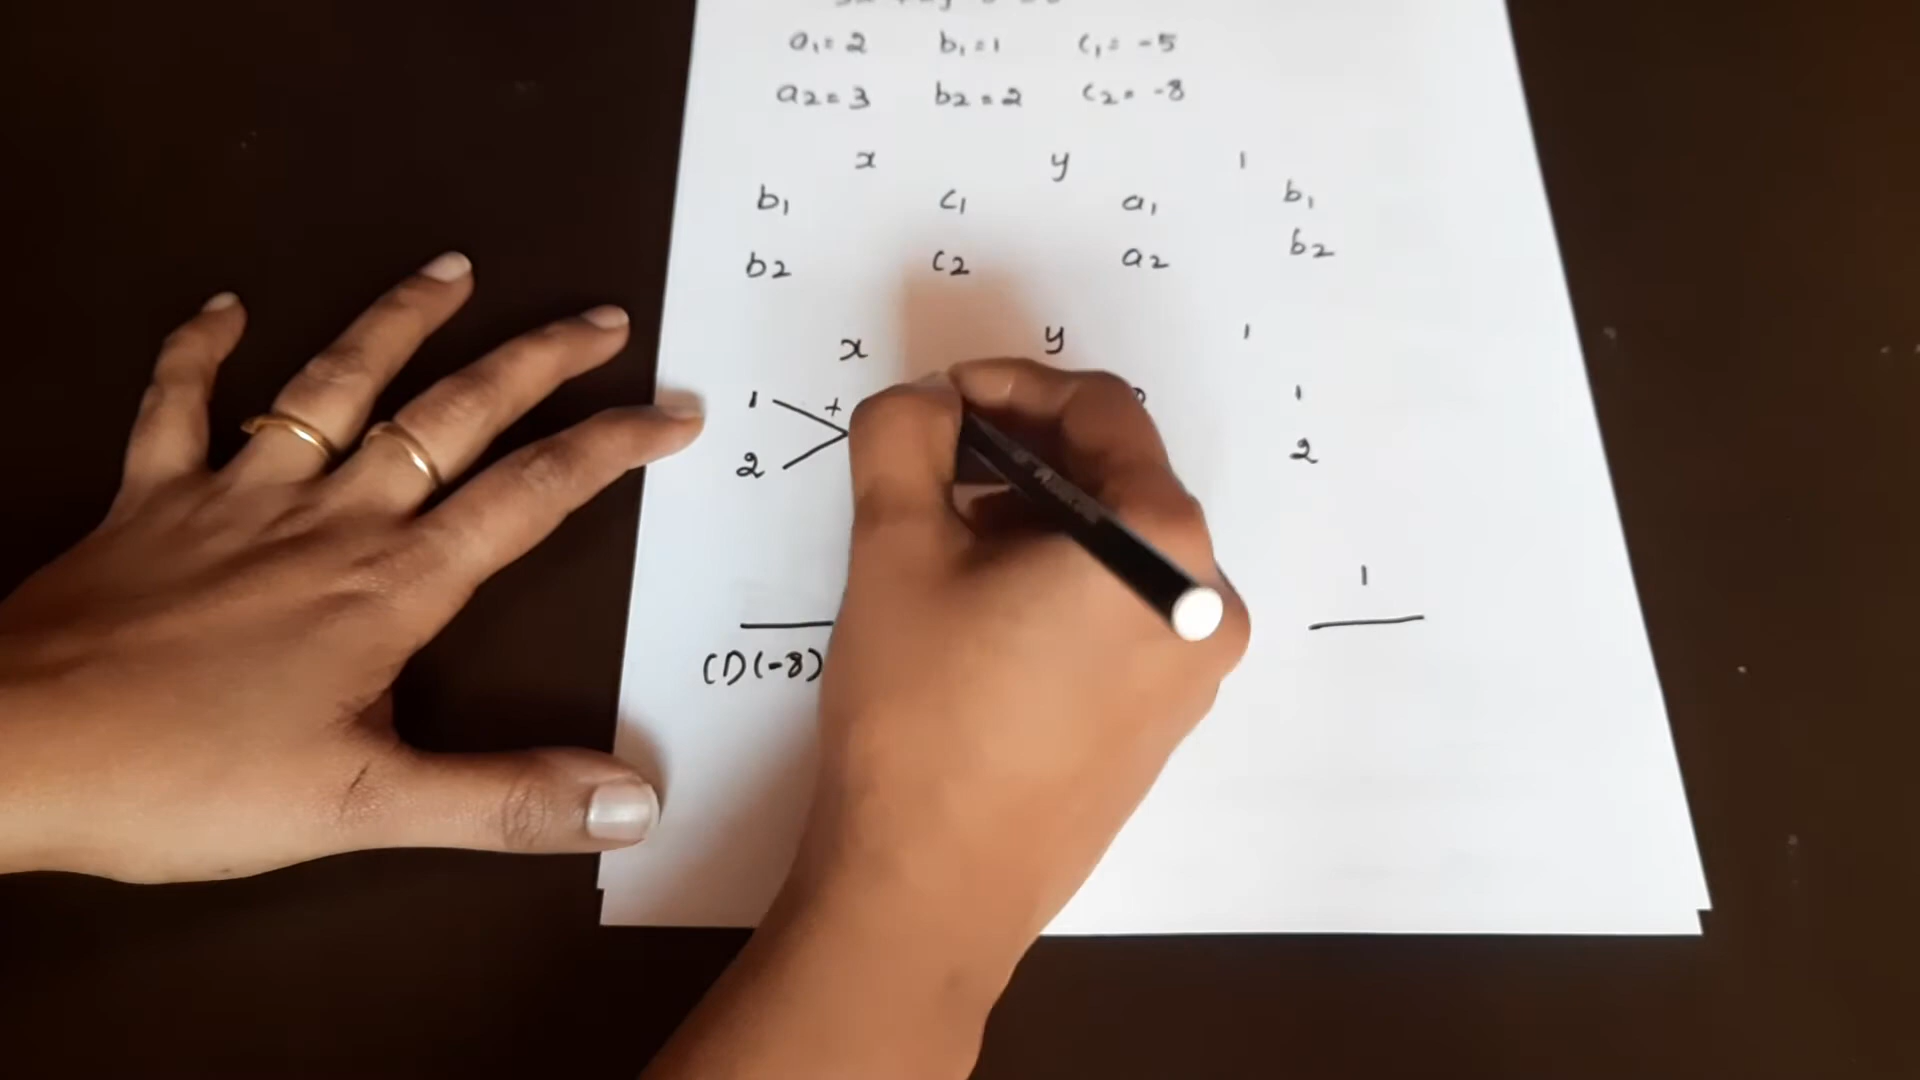 a₁= 2 b₁=1 c₁= -5
a2=3 b2=2 c2= -8
x y 1
b₁ c₁ a₁ b₁
b2 c2 a2 b2
x y 1
1 + 1
2 2
1
(1)(-8)